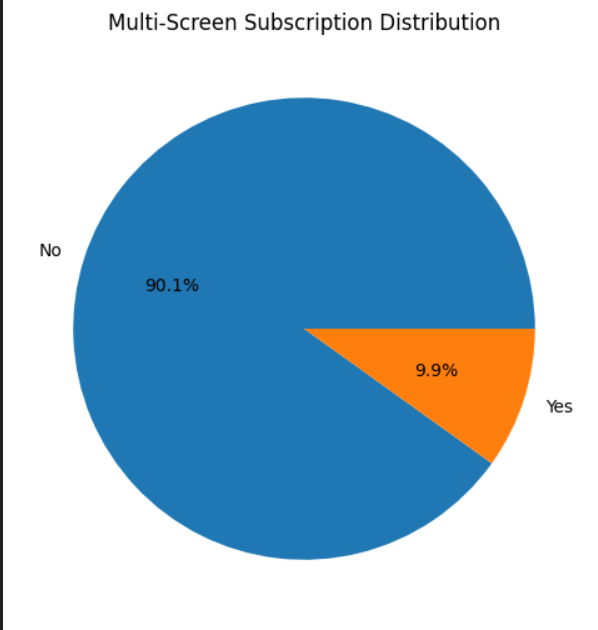 Multi-Screen Subscription Distribution
No
90.1%
9.9%
Yes